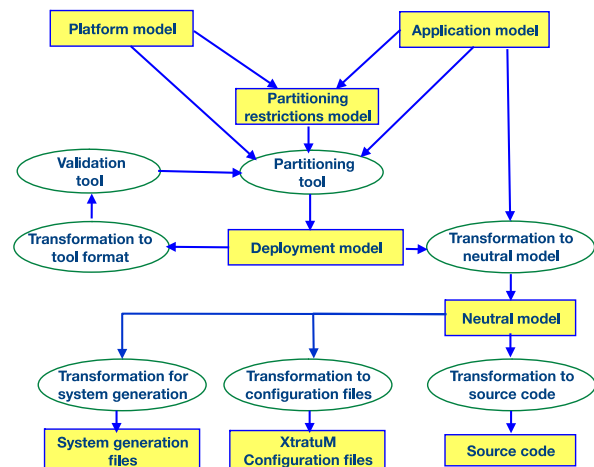 Platform model
Application model
Partitioning
restrictions model
Validation
tool
Partitioning
tool
Transformation to
tool format
Deployment model
Transformation to
neutral model
Neutral model
Transformation for
system generation
Transformation to
configuration files
Transformation to
source code
System generation
files
XtratuM
Configuration files
Source code